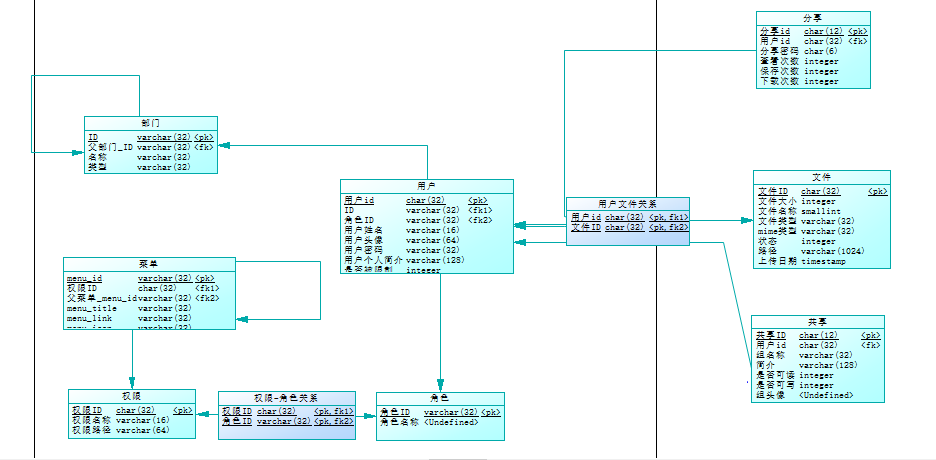 分享
分享id char(12) <pk>
用户id char(32) <fk>
分享密码 char(6)
查看次数 integer
保存次数 integer
下载次数 integer
部门
ID varchar(32) <pk>
父部门_ID varchar(32) <fk>
名称 varchar(32)
类型 varchar(32)
用户
用户id char(32) <pk>
ID varchar(32) <fk1>
角色ID varchar(32) <fk2>
用户姓名 varchar(16)
用户头像 varchar(64)
用户密码 varchar(32)
用户个人简介 varchar(128)
是否被限制 integer
用户文件关系
用户id char(32) <pk,fk1>
文件ID char(32) <pk,fk2>
文件
文件ID char(32) <pk>
文件大小 integer
文件名称 smallint
文件类型 varchar(32)
mime类型 varchar(32)
状态 integer
路径 varchar(1024)
上传日期 timestamp
菜单
menu_id varchar(32) <pk>
权限ID char(32) <fk1>
父菜单_menu_id varchar(32) <fk2>
menu_title varchar(32)
menu_link varchar(32)
menu_icon varchar(32)
共享
共享ID char(12) <pk>
用户id char(32) <fk>
组名称 varchar(32)
简介 varchar(128)
是否可读 integer
是否可写 integer
组头像 <Undefined>
权限
权限ID char(32) <pk>
权限名称 varchar(16)
权限路径 varchar(64)
权限-角色关系
权限ID char(32) <pk,fk1>
角色ID varchar(32) <pk,fk2>
角色
角色ID varchar(32) <pk>
角色名称 <Undefined>